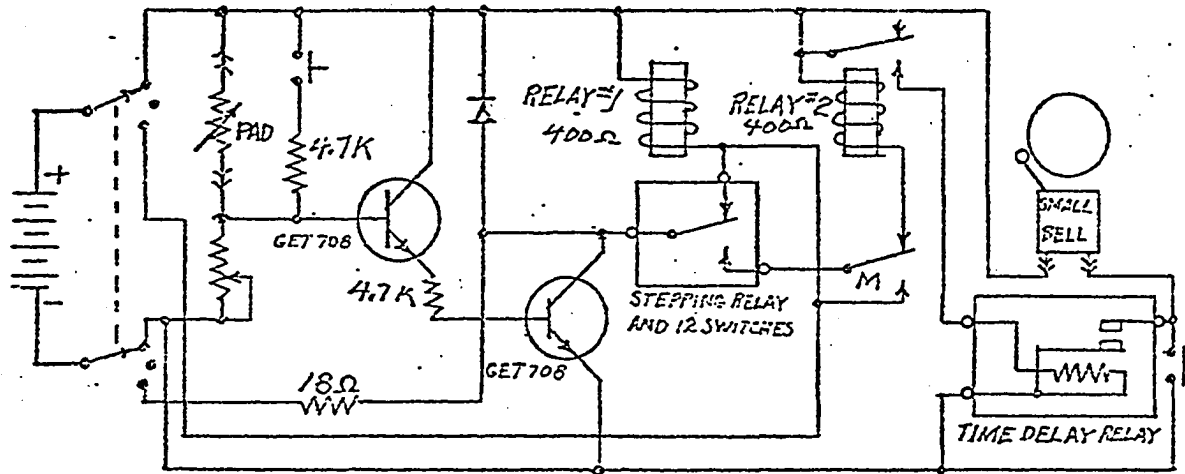 +
-
PAD
4.7K
GET 708
4.7K
GET 708
18Ω
RELAY #1
400Ω
RELAY #2
400Ω
STEPPING RELAY
AND 12 SWITCHES
M
SMALL
BELL
TIME DELAY RELAY